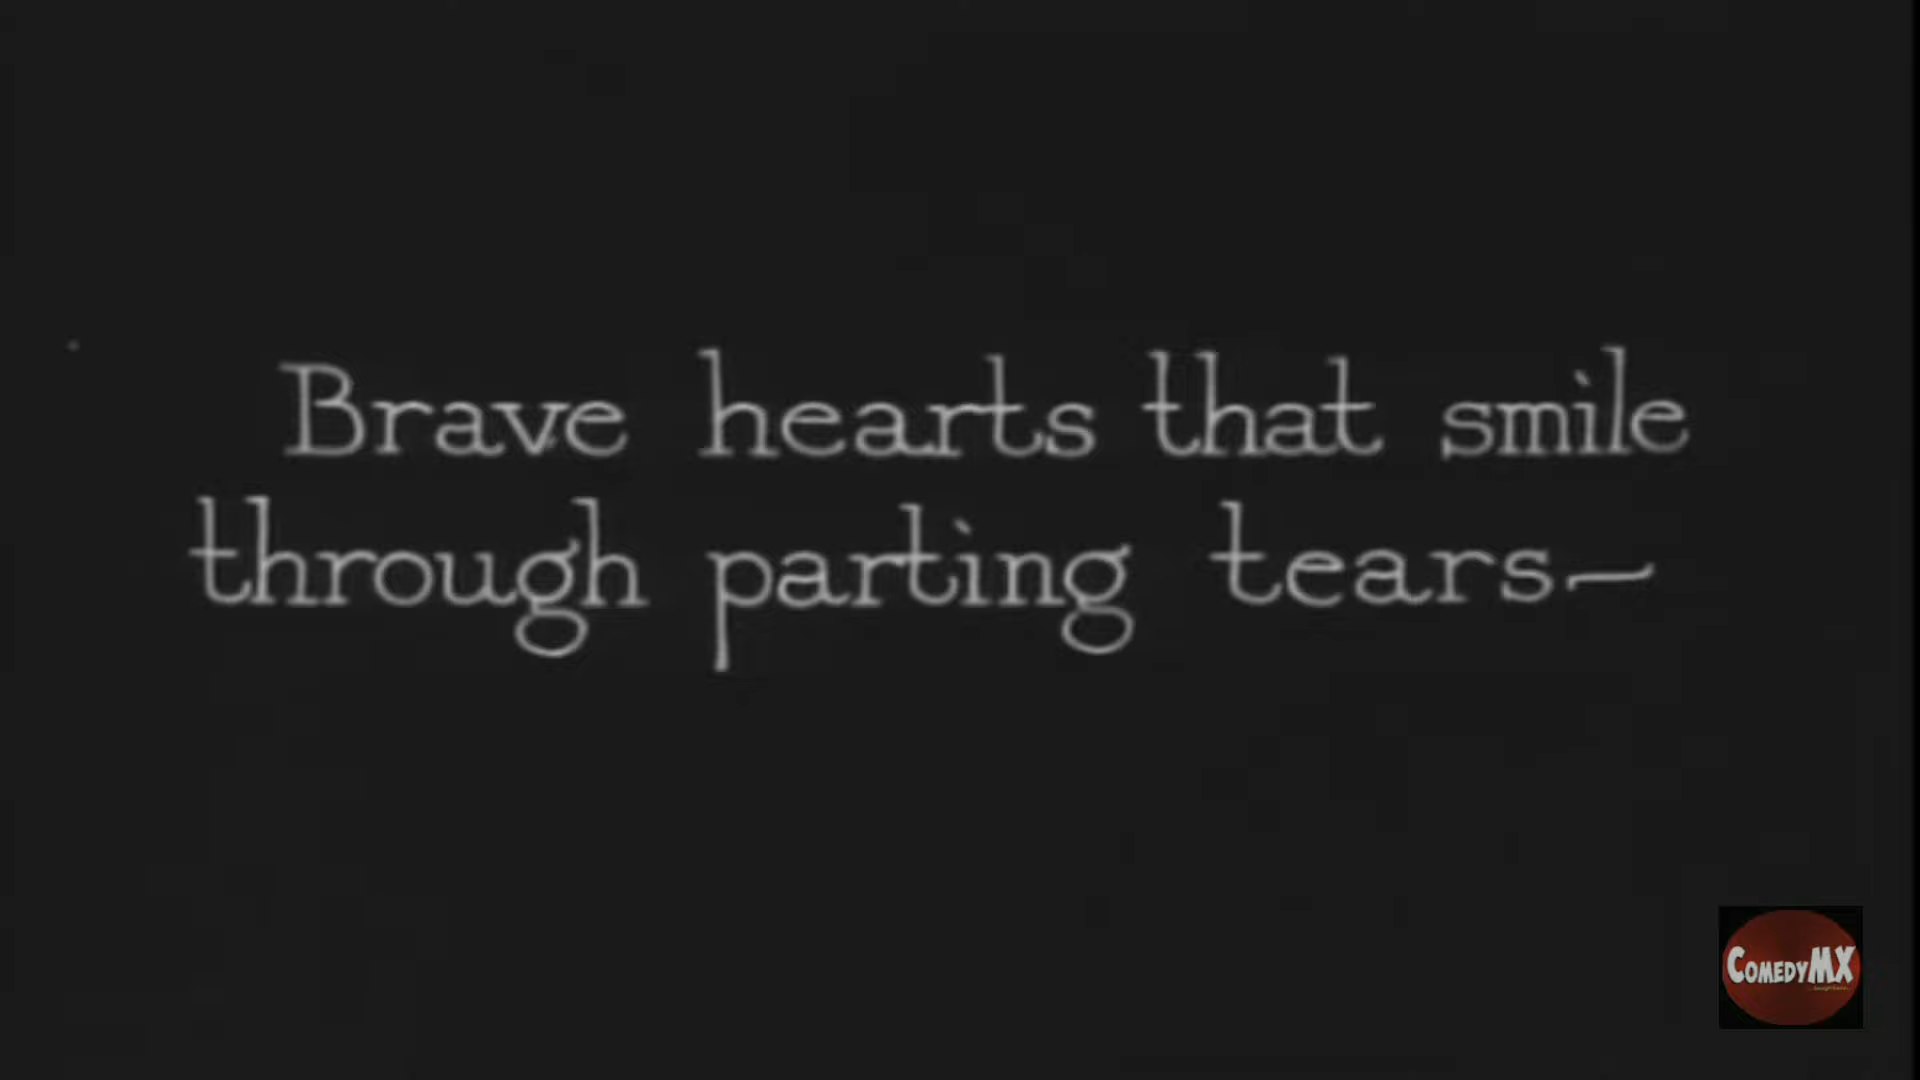 Brave hearts that smile
through parting tears—
COMEDYMX